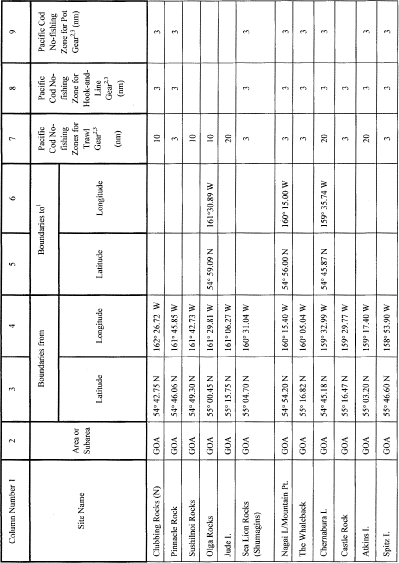 Column Number 1 2 3 4 5 6 7 8 9
Site Name
Area or
Subarea
Boundaries from
Latitude Longitude
Boundaries to¹
Latitude Longitude
Pacific
Cod No-
fishing
Zones for
Trawl
Gear²,³
(nm)
Pacific
Cod No-
fishing
Zone for
Hook-and-
Line
Gear²,³
(nm)
Pacific Cod
No-fishing
Zone for Pot
Gear²,³ (nm)
Clubbing Rocks (N) GOA 54° 42.75 N 162° 26.72 W 10 3 3
Pinnacle Rock GOA 54° 46.06 N 161° 45.85 W 3 3 3
Sushilnoi Rocks GOA 54° 49.30 N 161° 42.73 W 10
Olga Rocks GOA 55° 00.45 N 161° 29.81 W 54° 59.09 N 161°30.89 W 10
Jude I. GOA 55° 15.75 N 161° 06.27 W 20
Sea Lion Rocks
(Shumagins) GOA 55° 04.70 N 160° 31.04 W 3 3 3
Nagai I./Mountain Pt. GOA 54° 54.20 N 160° 15.40 W 54° 56.00 N 160° 15.00 W 3 3 3
The Whaleback GOA 55° 16.82 N 160° 05.04 W 3 3 3
Chernabura I. GOA 54° 45.18 N 159° 32.99 W 54° 45.87 N 159° 35.74 W 20 3 3
Castle Rock GOA 55° 16.47 N 159° 29.77 W 3 3 3
Atkins I. GOA 55° 03.20 N 159° 17.40 W 20 3 3
Spitz I. GOA 55° 46.60 N 158° 53.90 W 3 3 3